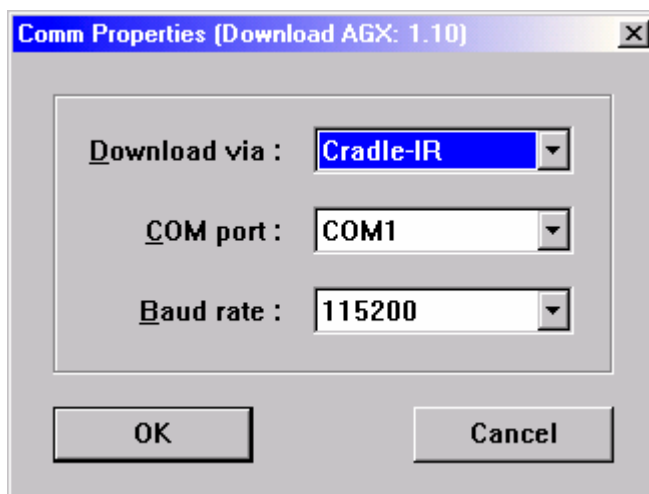 Comm Properties (Download AGX: 1.10)
Download via : Cradle-IR
COM port : COM1
Baud rate : 115200
OK Cancel